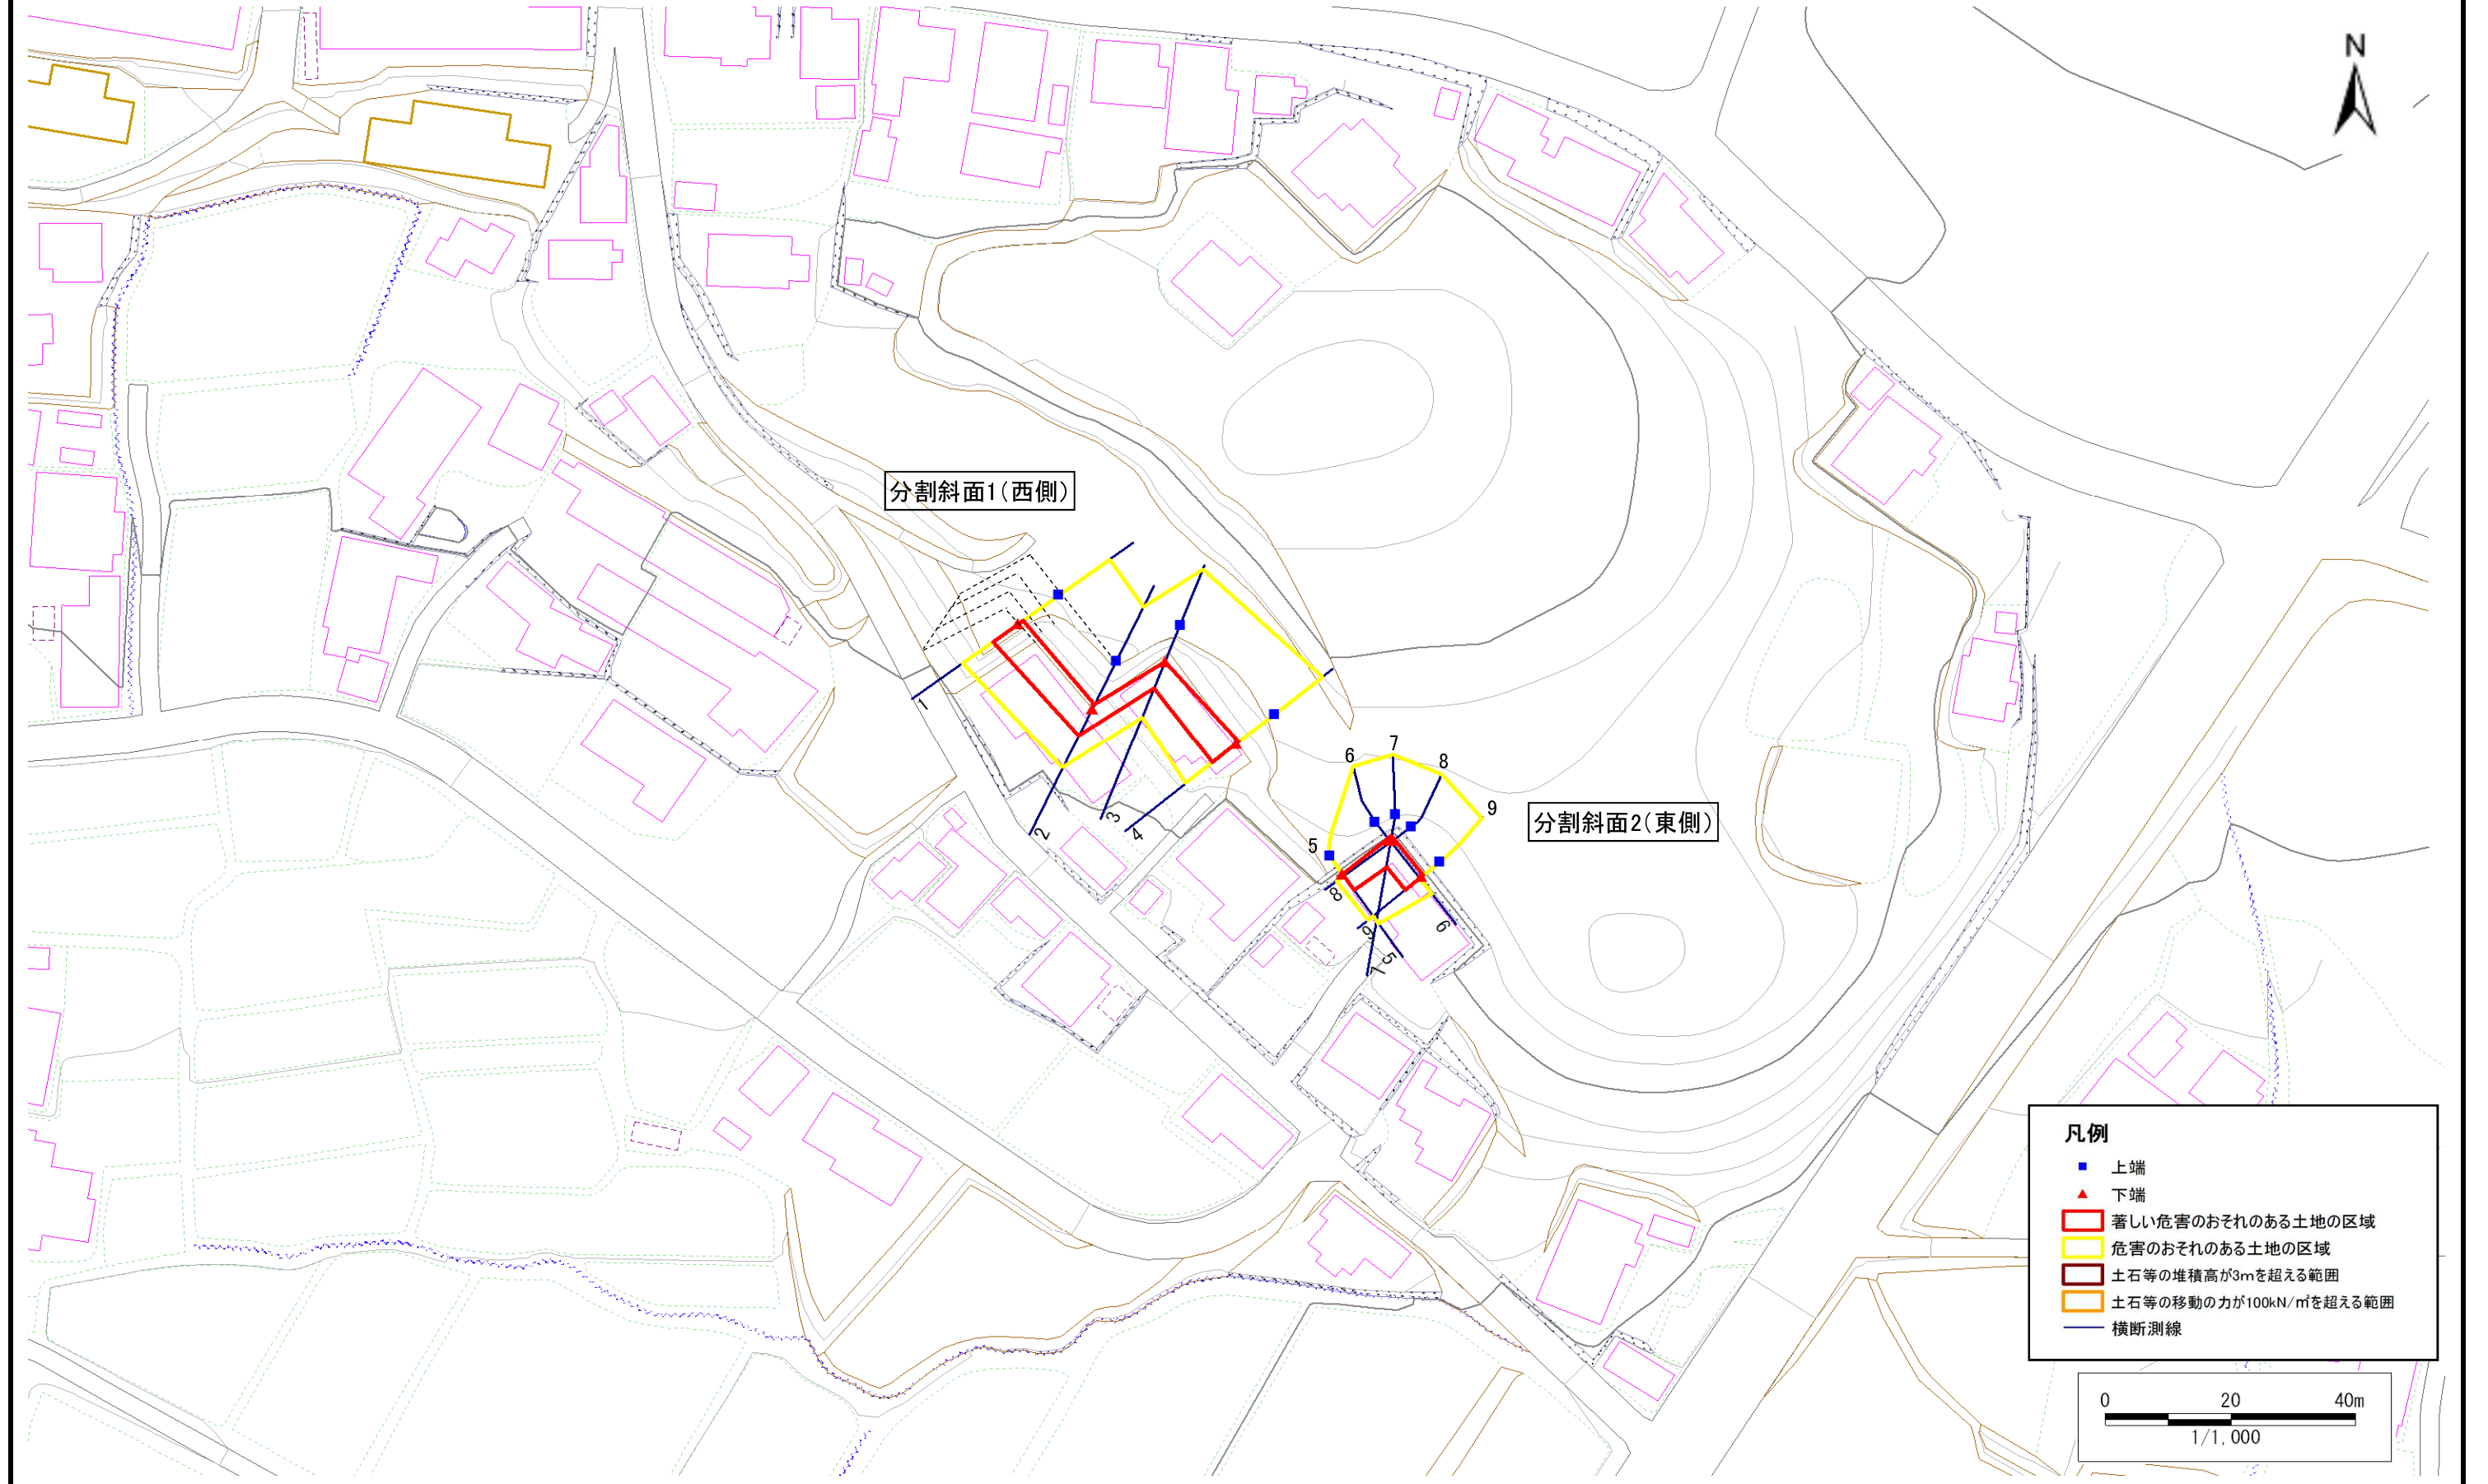 N
分割斜面1(西側)
1
2
3
4
6
7
8
9
5
分割斜面2(東側)
8
9
6
5
7
凡例
上端
下端
著しい危害のおそれのある土地の区域
危害のおそれのある土地の区域
土石等の堆積高が3mを超える範囲
土石等の移動の力が100kN/㎡を超える範囲
横断測線
0 20 40m
1/1,000